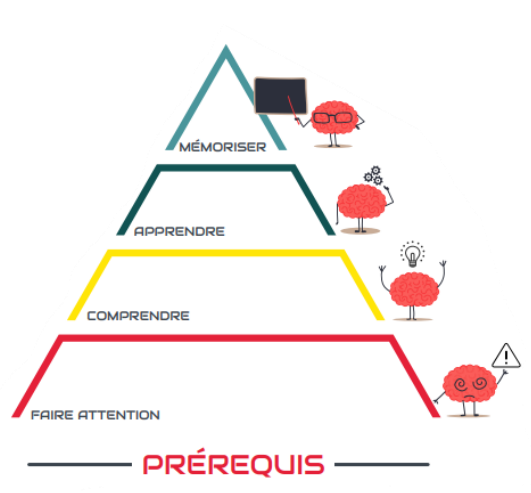 MÉMORISER
APPRENDRE
COMPRENDRE
FAIRE ATTENTION
PRÉREQUIS